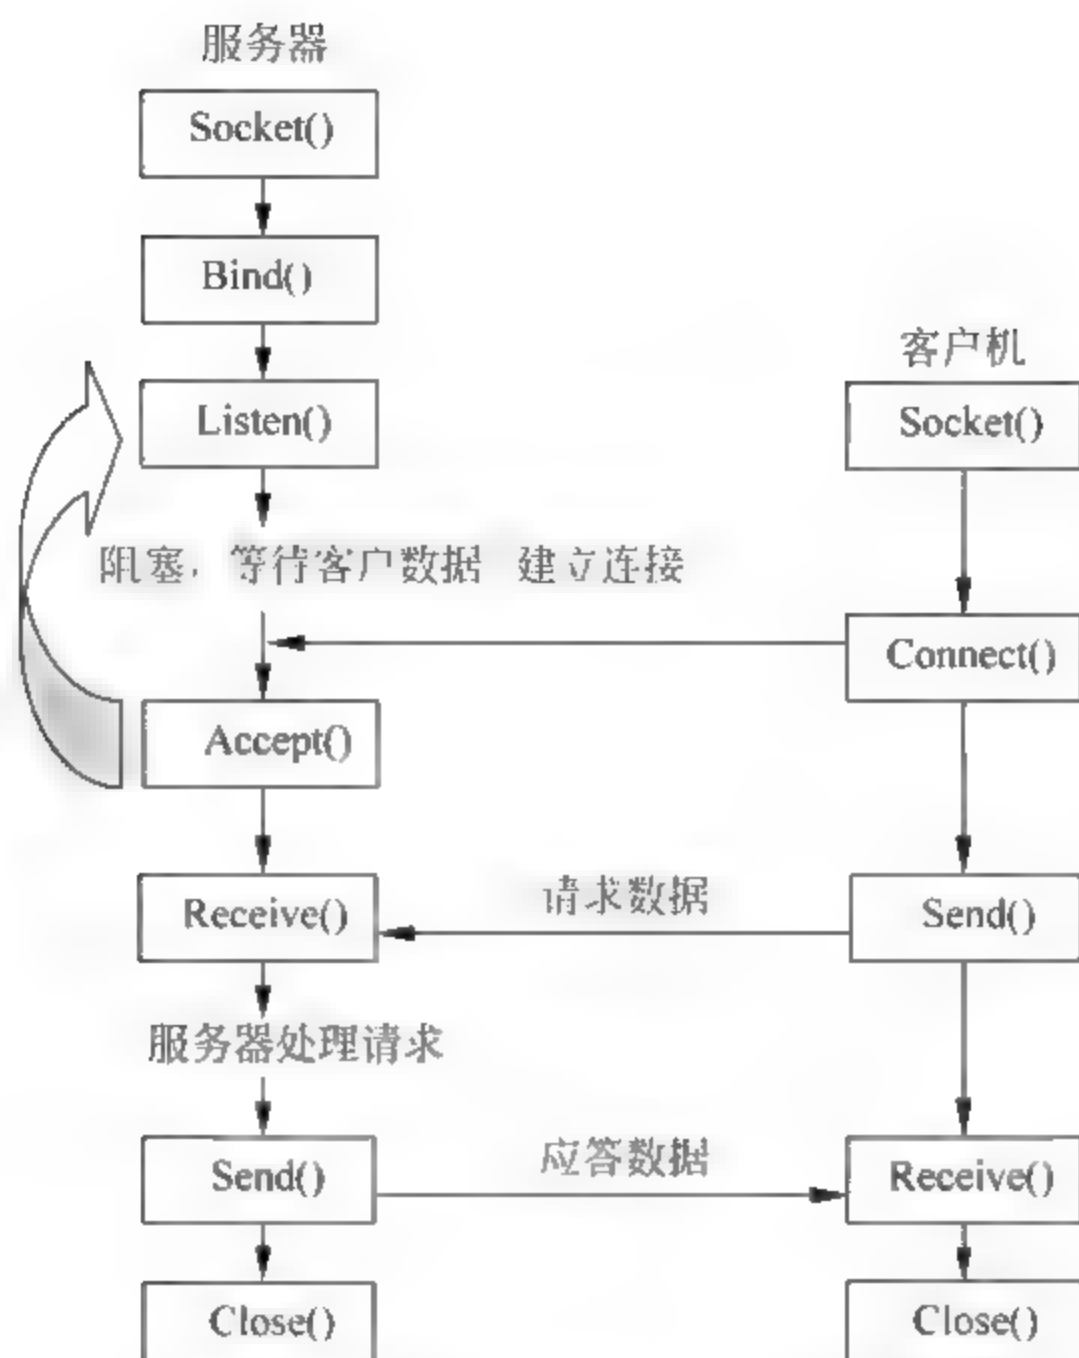 服务器
Socket()
Bind()
客户机
Listen()
Socket()
阻塞，等待客户数据 建立连接
Connect()
Accept()
请求数据
Receive()
Send()
服务器处理请求
应答数据
Send()
Receive()
Close()
Close()